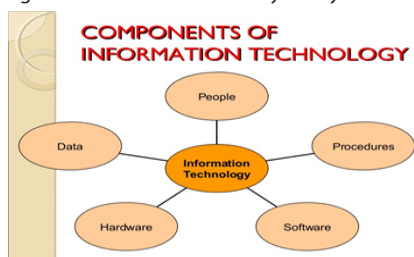 COMPONENTS OF
INFORMATION TECHNOLOGY
People
Data
Procedures
Information
Technology
Hardware
Software